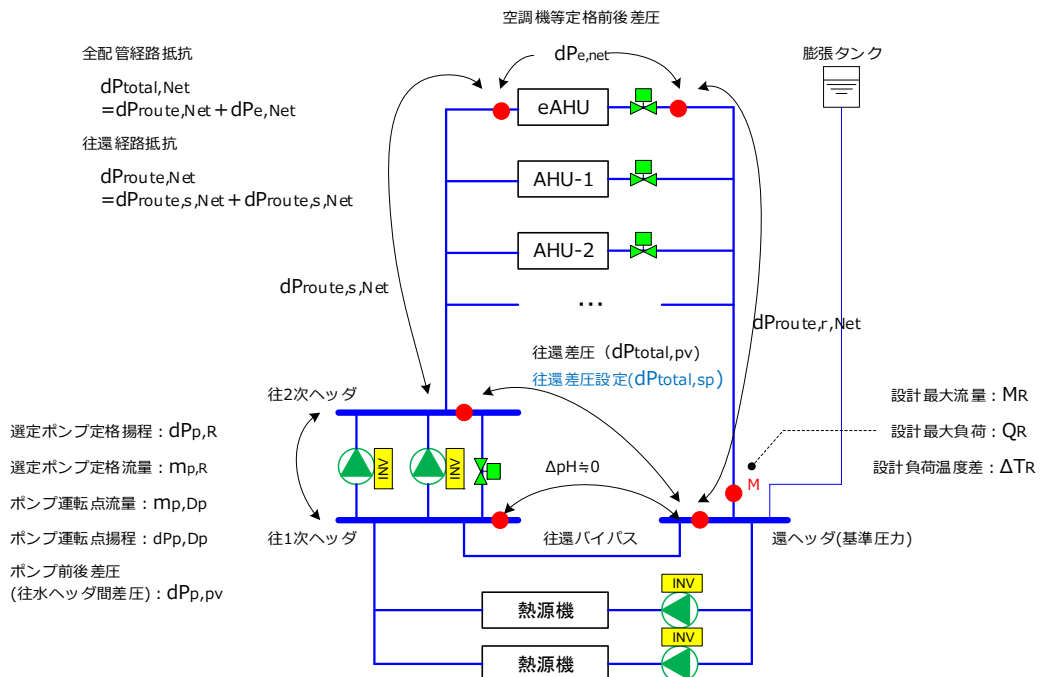 空調機等定格前後差圧
全配管経路抵抗
dPe,net
膨張タンク
dPtotal,Net
=dProute,Net+dPe,Net
eAHU
往還経路抵抗
dProute,Net
=dProute,s,Net+dProute,s,Net
AHU-1
AHU-2
dProute,s,Net
...
dProute,r,Net
往還差圧（dPtotal,pv）
往還差圧設定(dPtotal,sp)
往2次ヘッダ
設計最大流量：MR
選定ポンプ定格揚程：dPp,R
設計最大負荷：QR
選定ポンプ定格流量：mp,R
INV
INV
ΔpH≒0
設計負荷温度差：ΔTR
M
ポンプ運転点流量：mp,Dp
ポンプ運転点揚程：dPp,Dp
往1次ヘッダ
往還バイパス
還ヘッダ(基準圧力)
ポンプ前後差圧
(往水ヘッダ間差圧)：dPp,pv
INV
熱源機
INV
熱源機